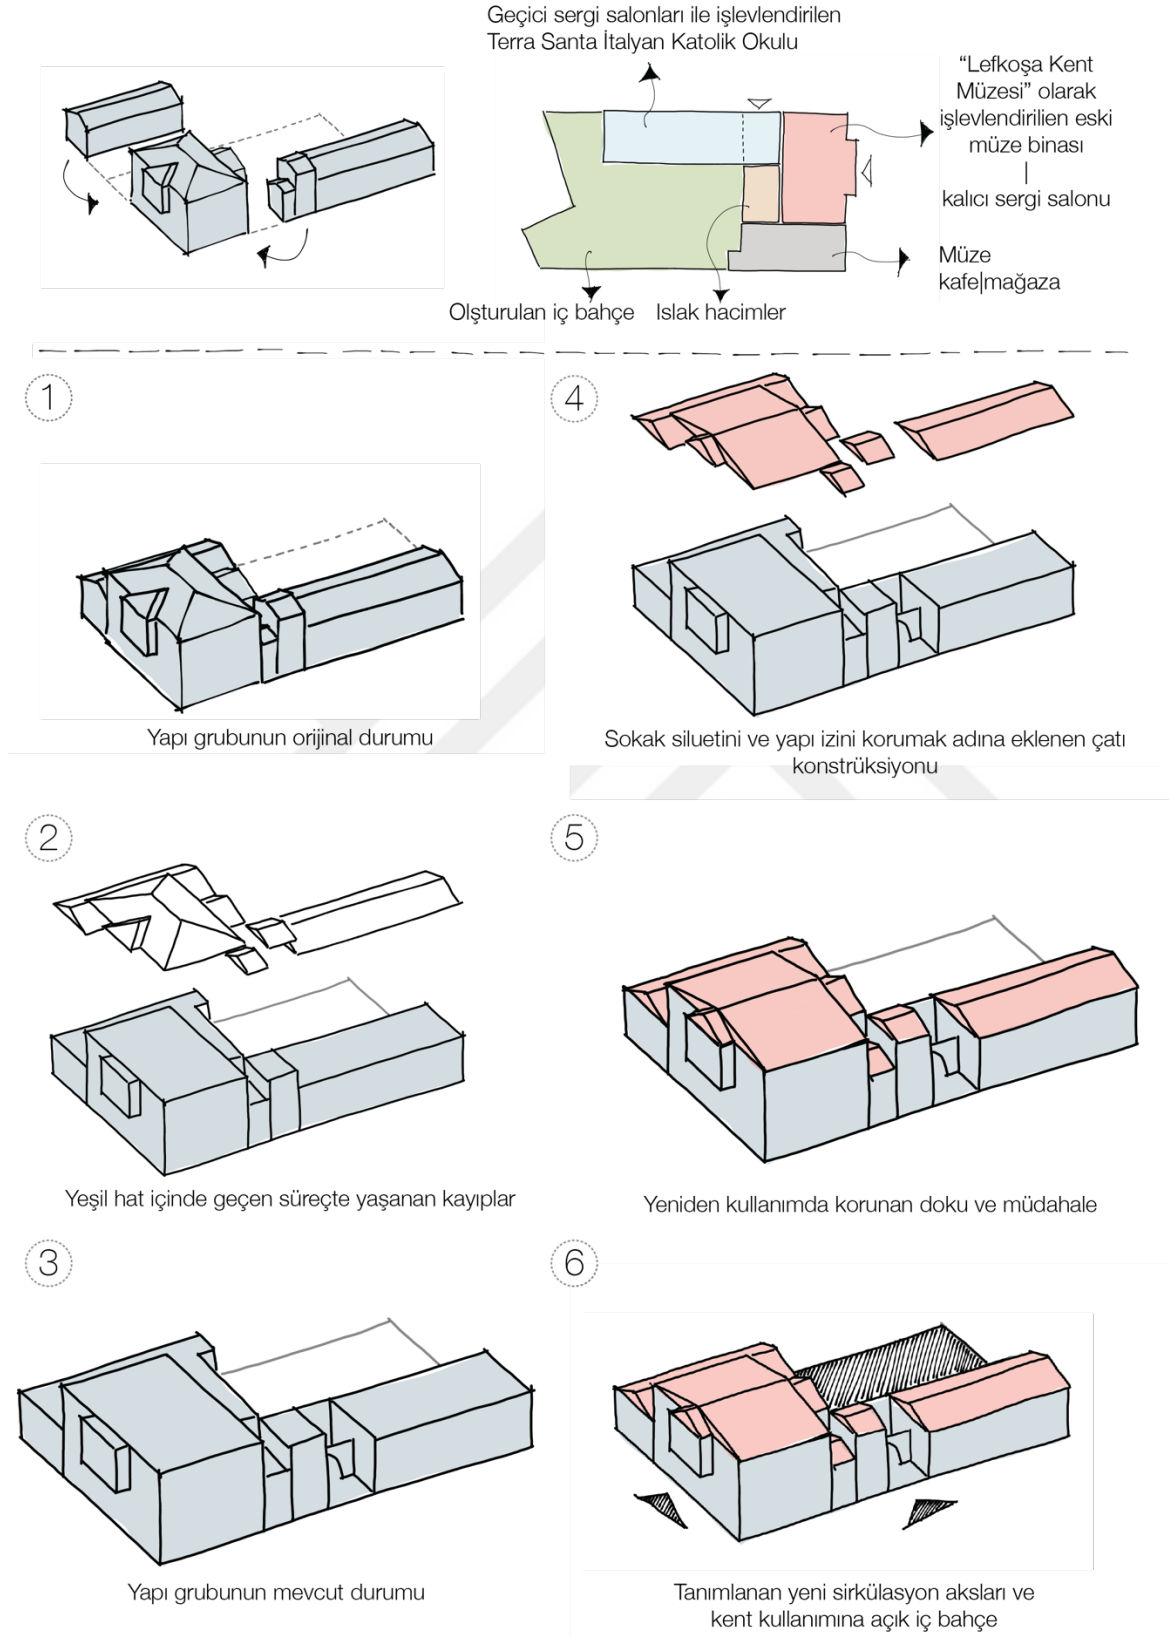 Geçici sergi salonları ile işlevlendirilen
Terra Santa İtalyan Katolik Okulu
“Lefkoşa Kent
Müzesi” olarak
işlevlendirilien eski
müze binası
|
kalıcı sergi salonu
Müze
kafe|mağaza
Olşturulan iç bahçe
Islak hacimler
1
Yapı grubunun orijinal durumu
4
Sokak siluetini ve yapı izini korumak adına eklenen çatı
konstrüksiyonu
2
Yeşil hat içinde geçen süreçte yaşanan kayıplar
5
Yeniden kullanımda korunan doku ve müdahale
3
Yapı grubunun mevcut durumu
6
Tanımlanan yeni sirkülasyon aksları ve
kent kullanımına açık iç bahçe